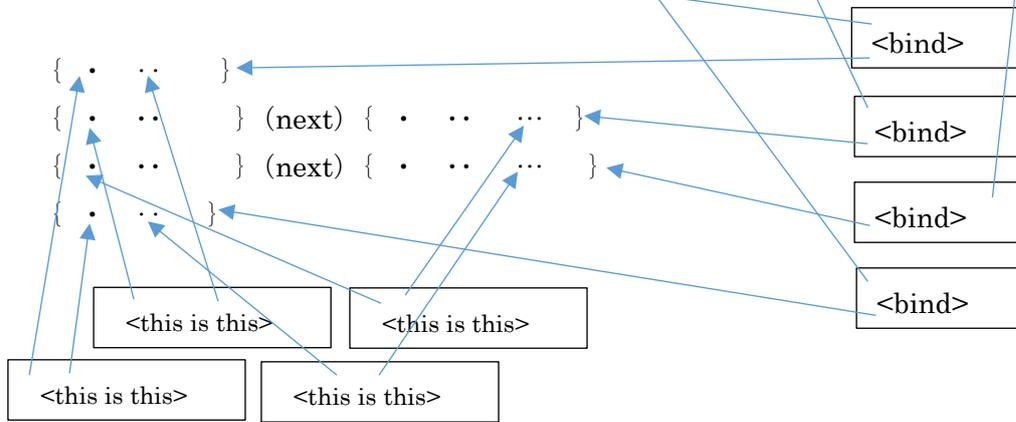 <bind>
{ · ·· }
{ · ·· } (next) { · ·· ··· }
<bind>
{ · ·· } (next) { · ·· ··· }
{ · ·· }
<bind>
<bind>
<this is this>
<this is this>
<this is this>
<this is this>